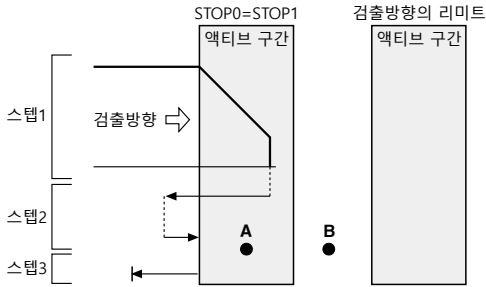 STOP0=STOP1
검출방향의 리미트
액티브 구간
액티브 구간
스텝1
검출방향
스텝2
A
B
스텝3